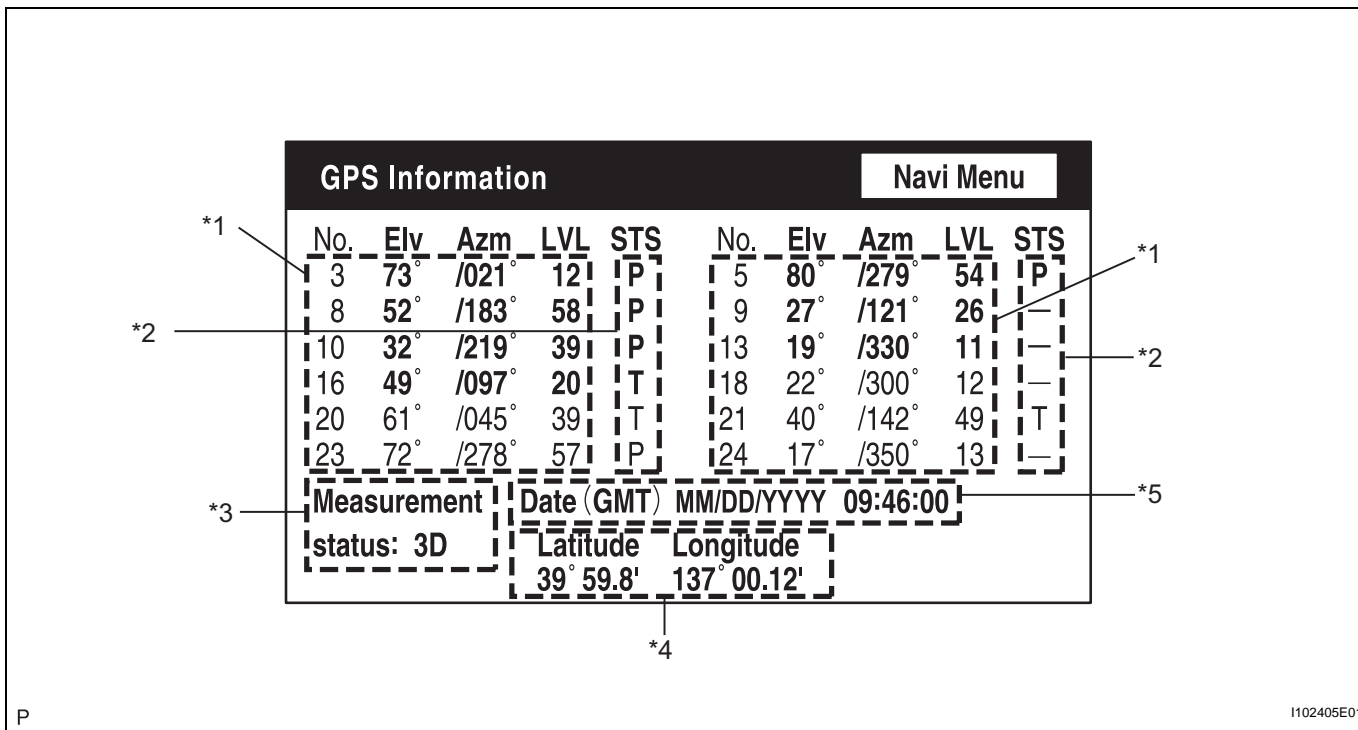 GPS Information Navi Menu
*1
No. Elv Azm LVL STS No. Elv Azm LVL STS
*1
3 73° /021° 12 P 5 80° /279° 54 P
8 52° /183° 58 P 9 27° /121° 26 —
*2
10 32° /219° 39 P 13 19° /330° 11 —
*2
16 49° /097° 20 T 18 22° /300° 12 —
20 61° /045° 39 T 21 40° /142° 49 T
23 72° /278° 57 P 24 17° /350° 13 —
*3
Measurement Date (GMT) MM/DD/YYYY 09:46:00
*5
status: 3D Latitude Longitude
39° 59.8' 137° 00.12'
*4
P
I102405E01